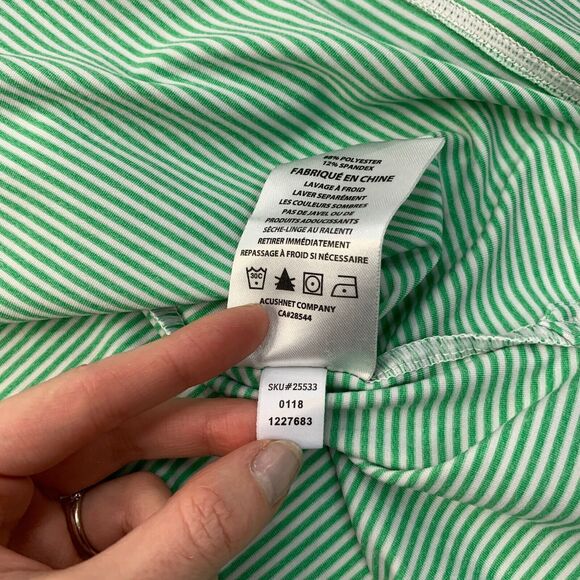 88% POLYESTER
12% SPANDEX
FABRIQUÉ EN CHINE
LAVAGE À FROID
LAVER SEPARÉMENT
LES COULEURS SOMBRES
PAS DE JAVEL OU DE
PRODUITS ADOUCISSANTS
SÈCHE-LINGE AU RALENTI
RETIRER IMMÉDIATEMENT
REPASSAGE À FROID SI NÉCESSAIRE
30C
ACUSHNET COMPANY
CA#28544
SKU#25533
0118
1227683